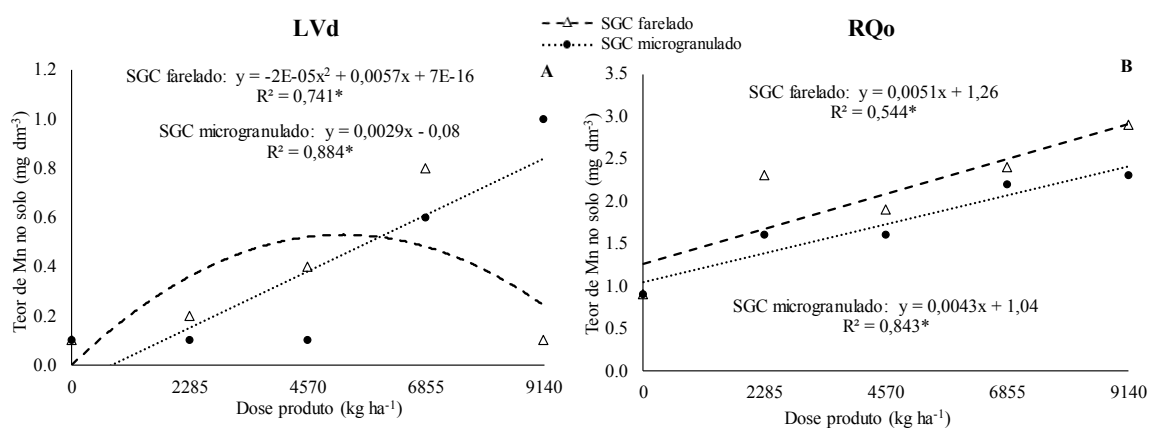 LVd
SGC farelado
SGC microgranulado
RQo
A
SGC farelado: y = -2E-05x² + 0,0057x + 7E-16
R² = 0,741*
SGC microgranulado: y = 0,0029x - 0,08
R² = 0,884*
Teor de Mn no solo (mg dm⁻³)
1.2
1.0
0.8
0.6
0.4
0.2
0.0
0 2285 4570 6855 9140
Dose produto (kg ha⁻¹)
B
SGC farelado: y = 0,0051x + 1,26
R² = 0,544*
SGC microgranulado: y = 0,0043x + 1,04
R² = 0,843*
Teor de Mn no solo (mg dm⁻³)
3.5
3.0
2.5
2.0
1.5
1.0
0.5
0.0
0 2285 4570 6855 9140
Dose produto (kg ha⁻¹)